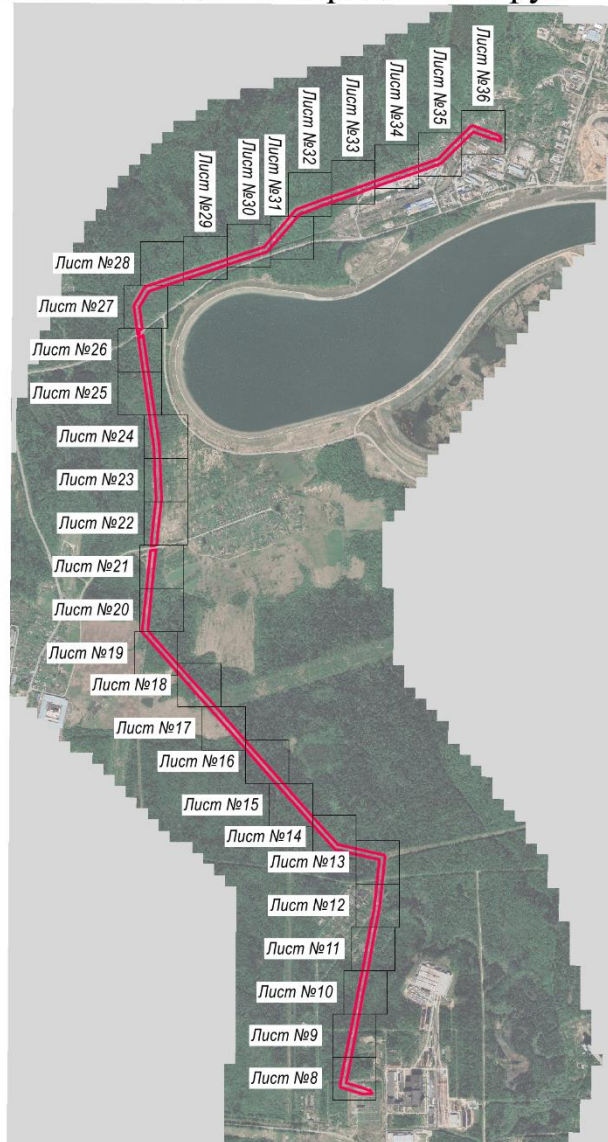 Лист №36
Лист №35
Лист №34
Лист №33
Лист №32
Лист №31
Лист №30
Лист №29
Лист №28
Лист №27
Лист №26
Лист №25
Лист №24
Лист №23
Лист №22
Лист №21
Лист №20
Лист №19
Лист №18
Лист №17
Лист №16
Лист №15
Лист №14
Лист №13
Лист №12
Лист №11
Лист №10
Лист №9
Лист №8